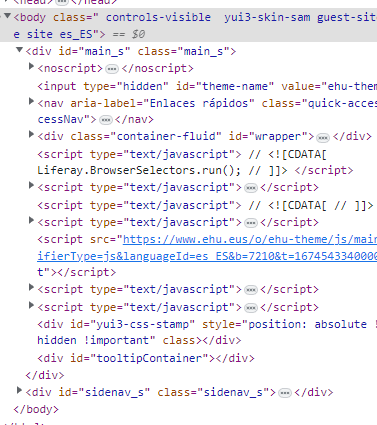 <head>…</head>
<body class=" controls-visible  yui3-skin-sam guest-sit
e site es_ES"> == $0
<div id="main_s" class="main_s">
<noscript>…</noscript>
<input type="hidden" id="theme-name" value="ehu-them
<nav aria-label="Enlaces rápidos" class="quick-acces
cessNav">…</nav>
<div class="container-fluid" id="wrapper">…</div>
<script type="text/javascript"> // <![CDATA[
Liferay.BrowserSelectors.run(); // ]]> </script>
<script type="text/javascript">…</script>
<script type="text/javascript"> // <![CDATA[ // ]]>
<script type="text/javascript">…</script>
<script src="https://www.ehu.eus/o/ehu-theme/js/main
ifierType=js&languageId=es_ES&b=7210&t=1674543340000
t"></script>
<script type="text/javascript">…</script>
<script type="text/javascript">…</script>
<div id="yui3-css-stamp" style="position: absolute !
hidden !important" class></div>
<div id="tooltipContainer"></div>
</div>
<div id="sidenav_s" class="sidenav_s">…</div>
</body>
</html>